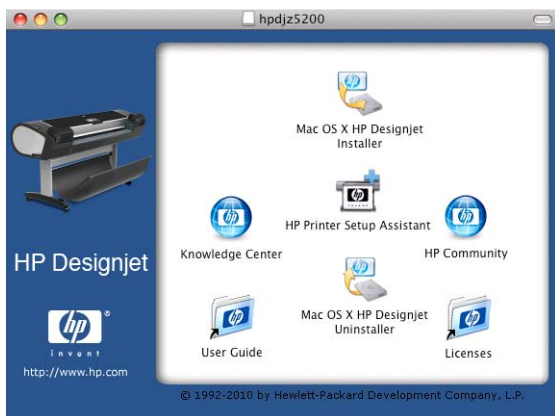 hpdjz5200
Mac OS X HP Designjet
Installer
HP Printer Setup Assistant
Knowledge Center
HP Community
Mac OS X HP Designjet
Uninstaller
User Guide
Licenses
HP Designjet
hp
invent
http://www.hp.com
© 1992-2010 by Hewlett-Packard Development Company, L.P.